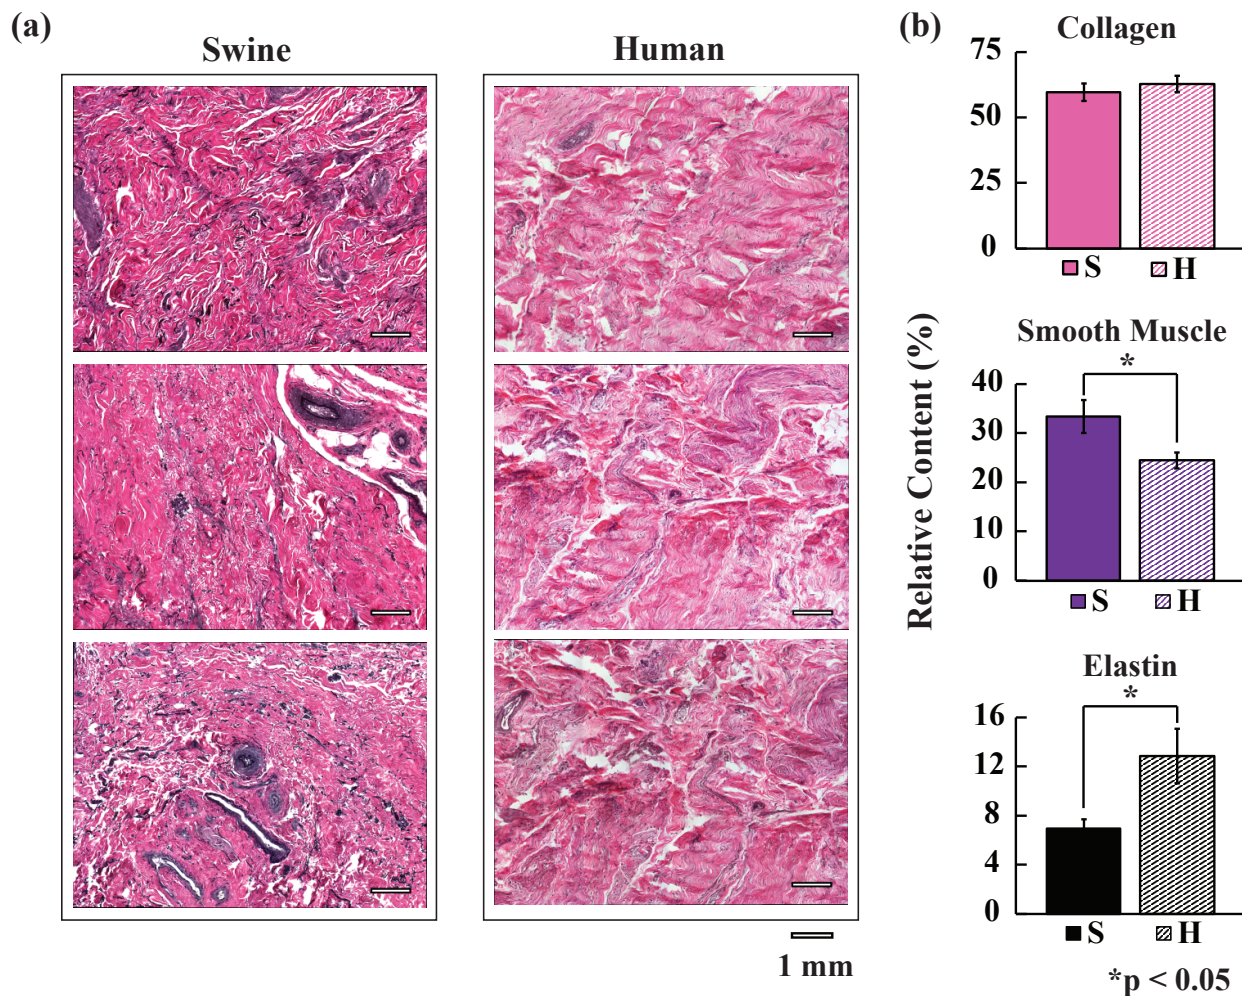 (a)
Swine
Human
1 mm
(b)
Relative Content (%)
Collagen
75
50
25
0
S
H
Smooth Muscle
*
40
30
20
10
0
S
H
Elastin
*
16
12
8
4
0
S
H
*p < 0.05